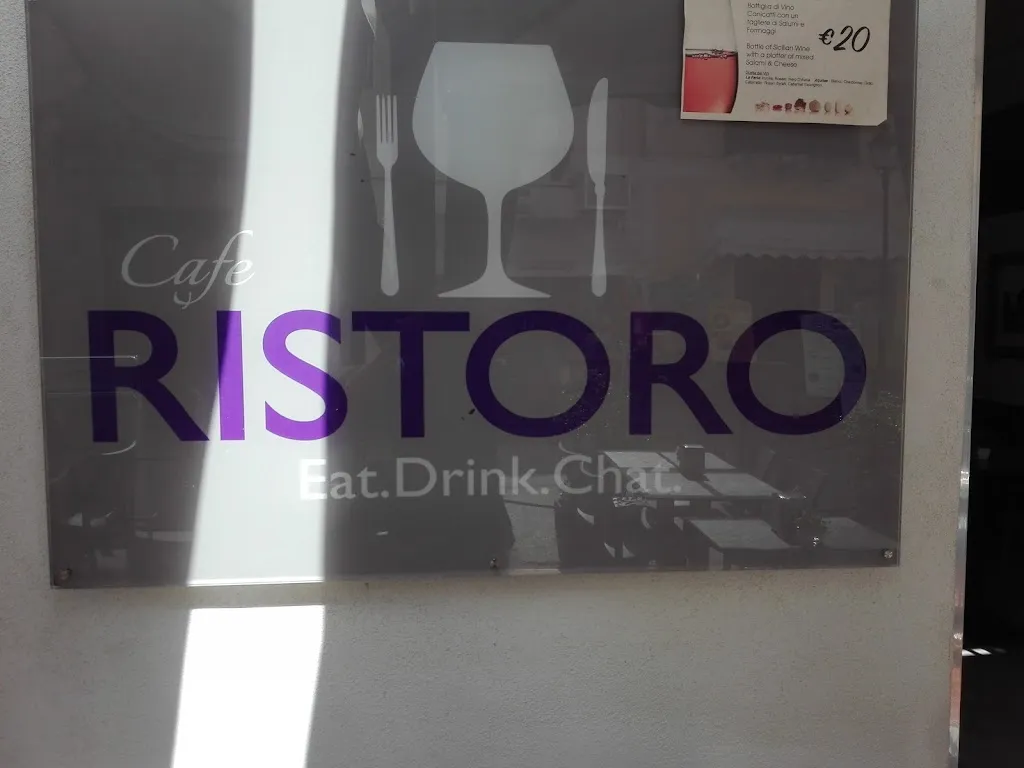 Bottiglia di Vino
Canicatti con un
tagliere di Salumi e
Formaggi
€20
Bottle of Sicilian Wine
with a platter of mixed
Salami & Cheese
Cafe
RISTORO
Eat.Drink.Chat.